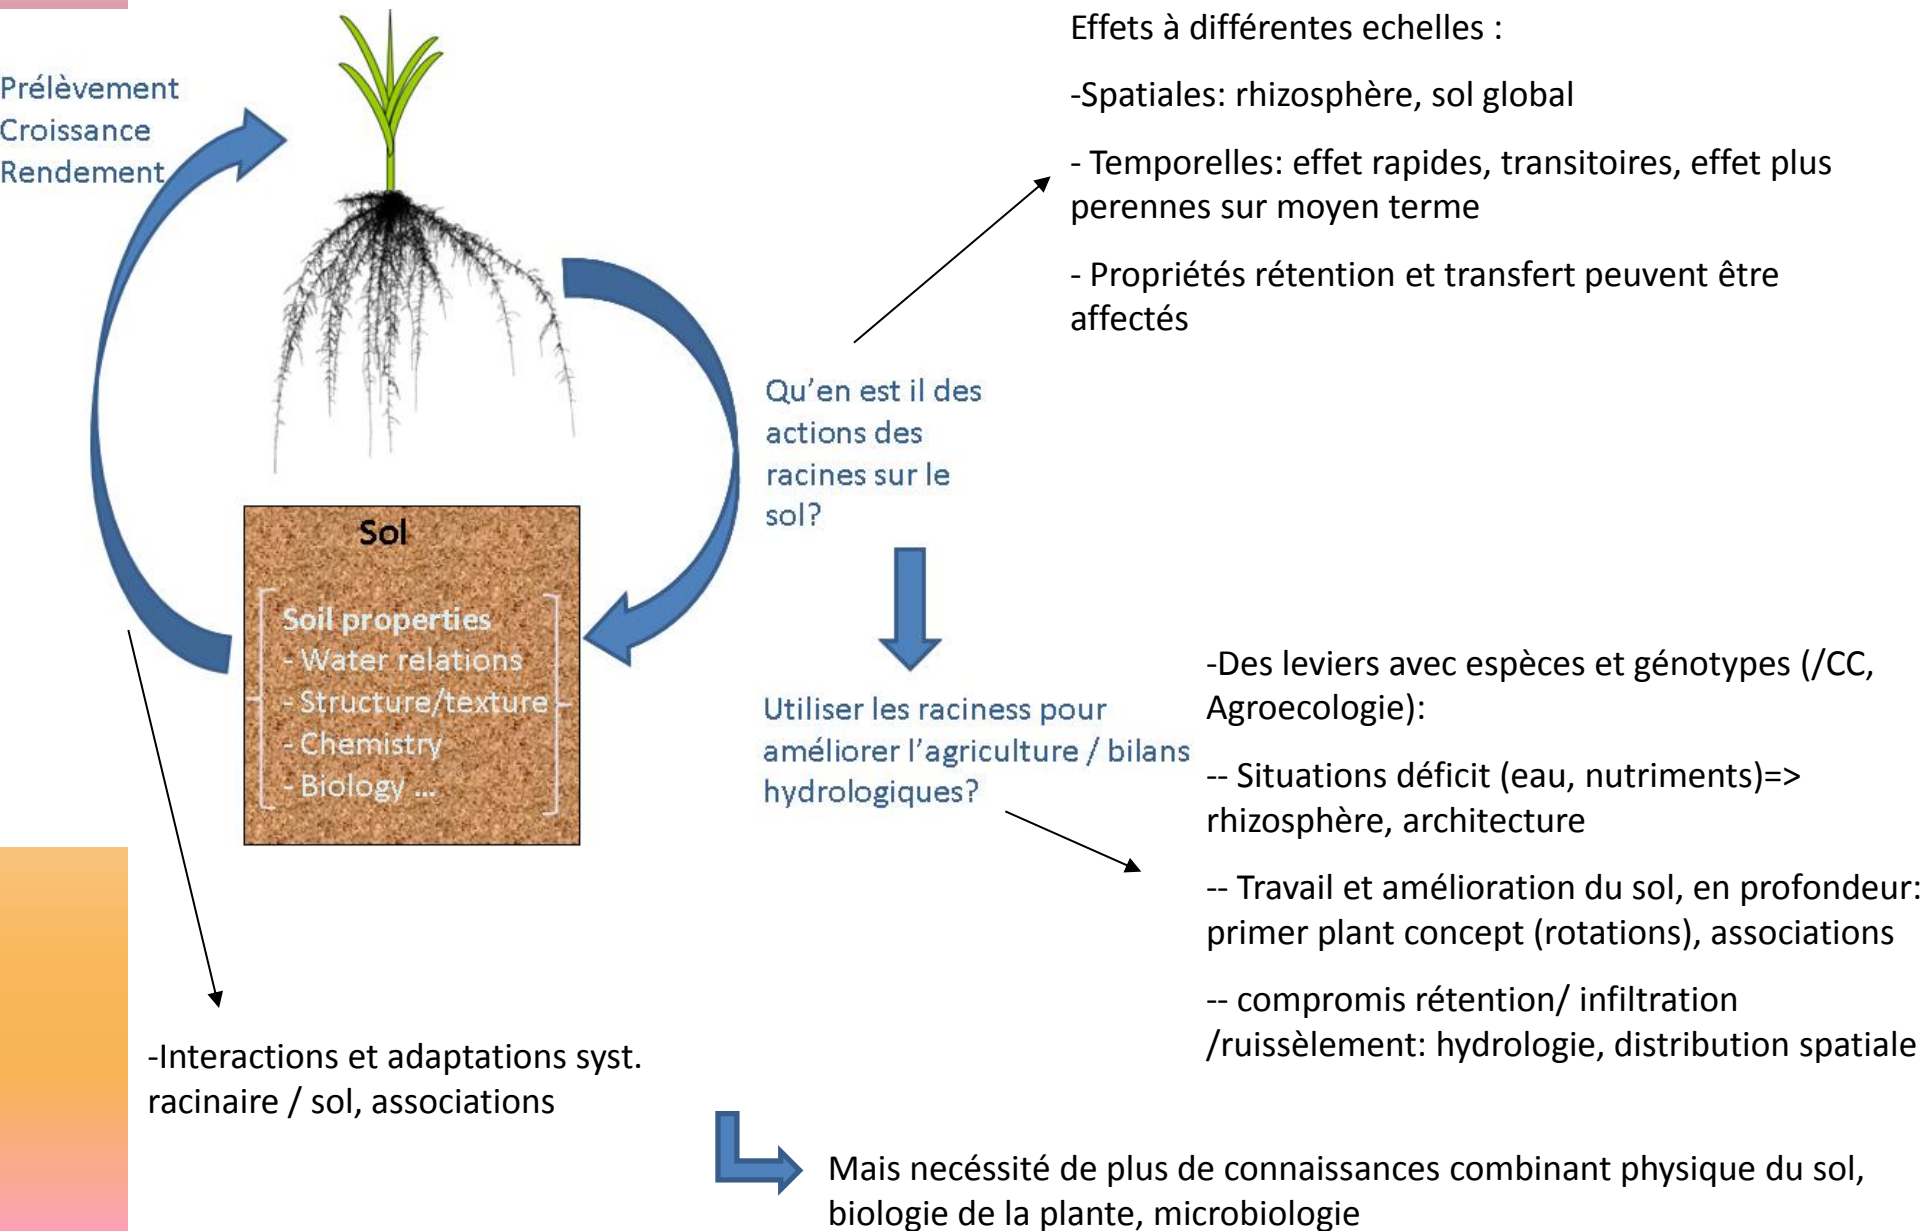 Prélèvement
Croissance
Rendement
Effets à différentes echelles :
-Spatiales: rhizosphère, sol global
- Temporelles: effet rapides, transitoires, effet plus
perennes sur moyen terme
- Propriétés rétention et transfert peuvent être
affectés
Qu'en est il des
actions des
racines sur le
sol?
Sol
Soil properties
- Water relations
- Structure/texture
- Chemistry
- Biology ...
Utiliser les raciness pour
améliorer l'agriculture / bilans
hydrologiques?
-Des leviers avec espèces et génotypes (/CC,
Agroecologie):
-- Situations déficit (eau, nutriments)=>
rhizosphère, architecture
-- Travail et amélioration du sol, en profondeur:
primer plant concept (rotations), associations
-- compromis rétention/ infiltration
/ruissèlement: hydrologie, distribution spatiale
-Interactions et adaptations syst.
racinaire / sol, associations
Mais necéssité de plus de connaissances combinant physique du sol,
biologie de la plante, microbiologie